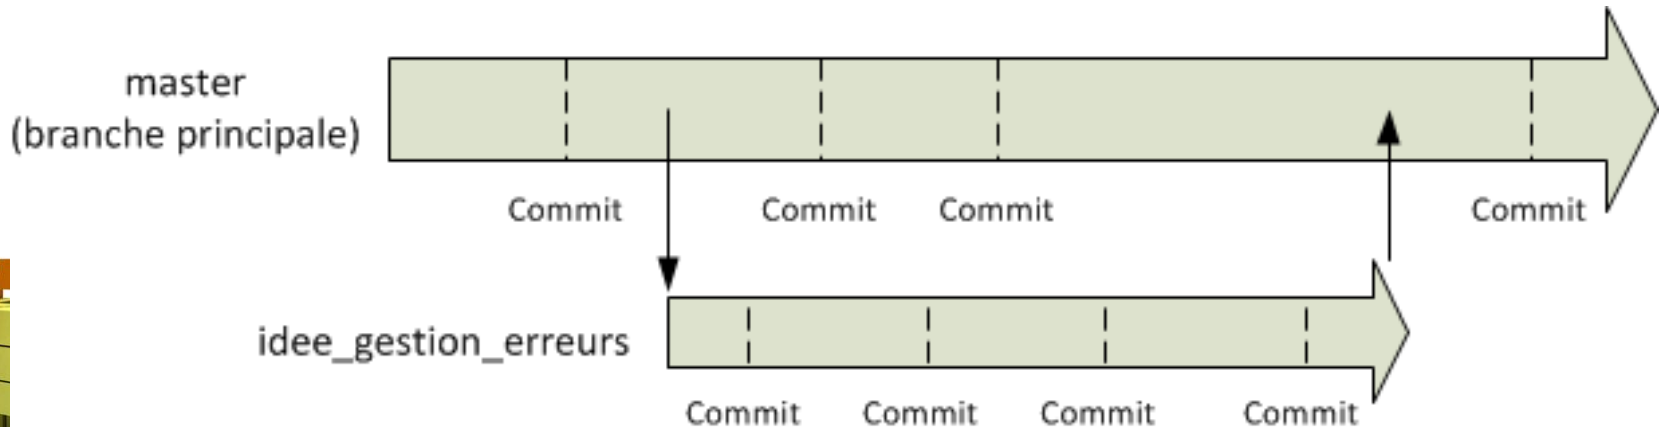 master
(branche principale)
Commit Commit Commit Commit
idee_gestion_erreurs
Commit Commit Commit Commit